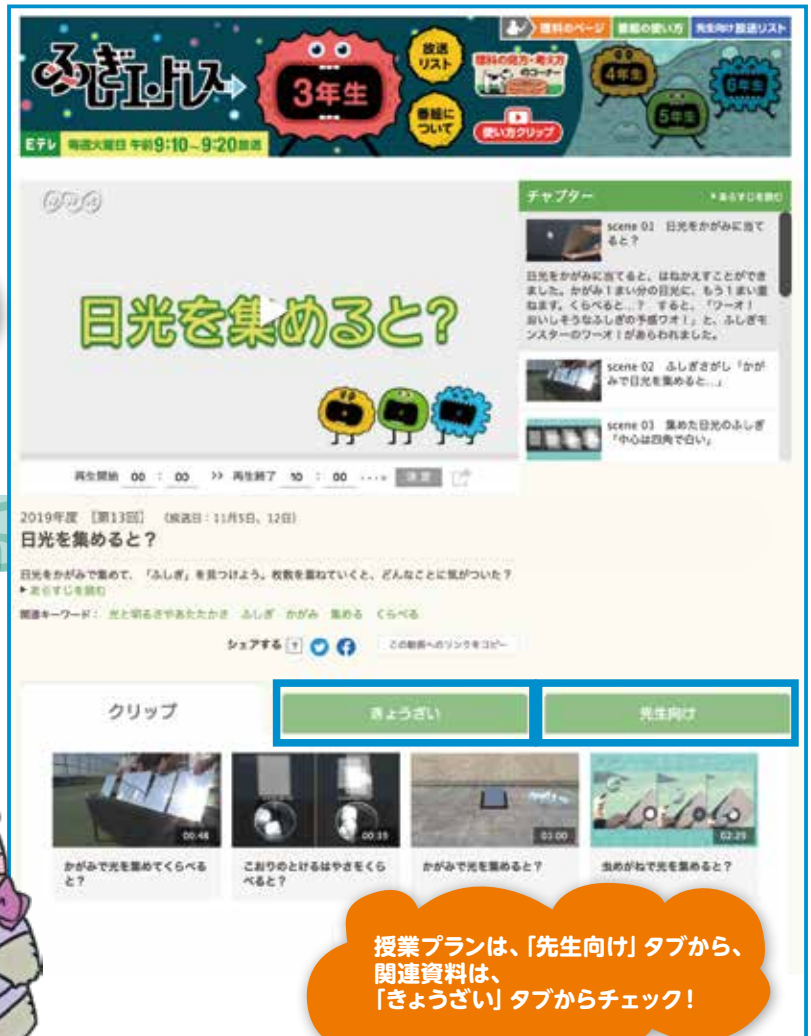 理科のページ
番組の使い方
先生向け放送リスト
ふしぎエンドレス
3年生
放送
リスト
番組に
ついて
理科の見方・考え方
のコーナー
使い方クリップ
4年生
5年生
6年生
Eテレ 毎週火曜日 午前9:10~9:20放送
NHK
日光を集めると?
再生開始 00 : 00 >> 再生終了 10 : 00 決定
チャプター
あらすじを読む
scene 01 日光をかがみに当て
ると?
日光をかがみに当てると、はねかえすことができ
ました。かがみ1まい分の日光に、もう1まい重
ねます。くらべると…? すると、「ワーオ!
おいしそうなふしぎの予感ワオ!」と、ふしぎモ
ンスターのワーオ!があらわれました。
scene 02 ふしぎさがし「かが
みで日光を集めると…」
scene 03 集めた日光のふしぎ
「中心は四角で白い」
2019年度 [第13回] (放送日:11月5日、12日)
日光を集めると?
日光をかがみで集めて、「ふしぎ」を見つけよう。枚数を重ねていくと、どんなことに気がついた?
あらすじを読む
関連キーワード: 光と明るさやあたたかさ ふしぎ かがみ 集める くらべる
シェアする ? この動画へのリンクをコピー
クリップ
きょうざい
先生向け
00:48
00:39
01:00
02:29
かがみで光を集めてくらべる
と?
こおりのとけるはやさをくら
べると?
かがみで光を集めると?
虫めがねで光を集めると?
授業プランは、「先生向け」タブから、
関連資料は、
「きょうざい」タブからチェック!